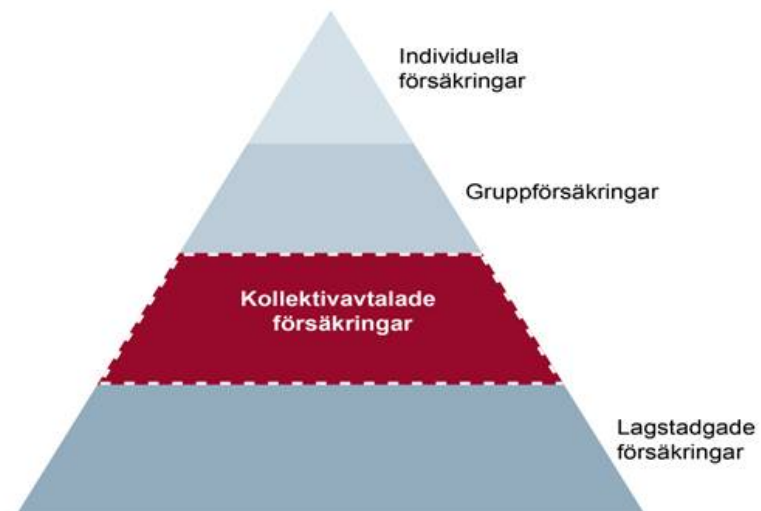 Individuella
försäkringar
Gruppförsäkringar
Kollektivavtalade
försäkringar
Lagstadgade
försäkringar